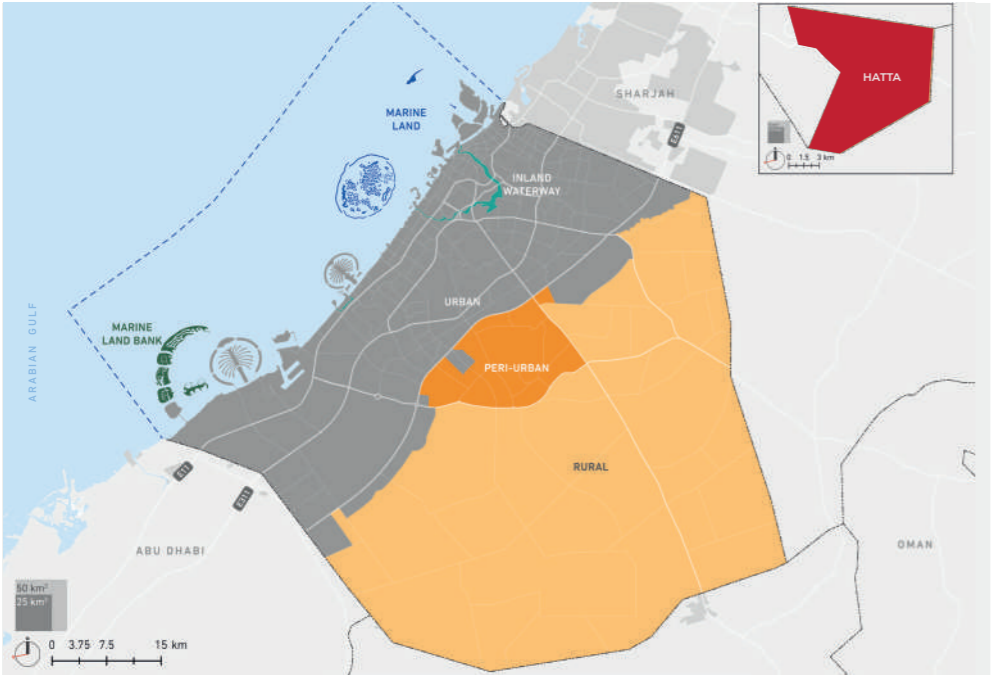 SHARJAH
E611
HATTA
0 1.5 3 km
MARINE
LAND
INLAND
WATERWAY
URBAN
ARABIAN GULF
MARINE
LAND BANK
PERI-URBAN
RURAL
E11
E311
ABU DHABI
OMAN
50 km²
25 km²
0 3.75 7.5 15 km